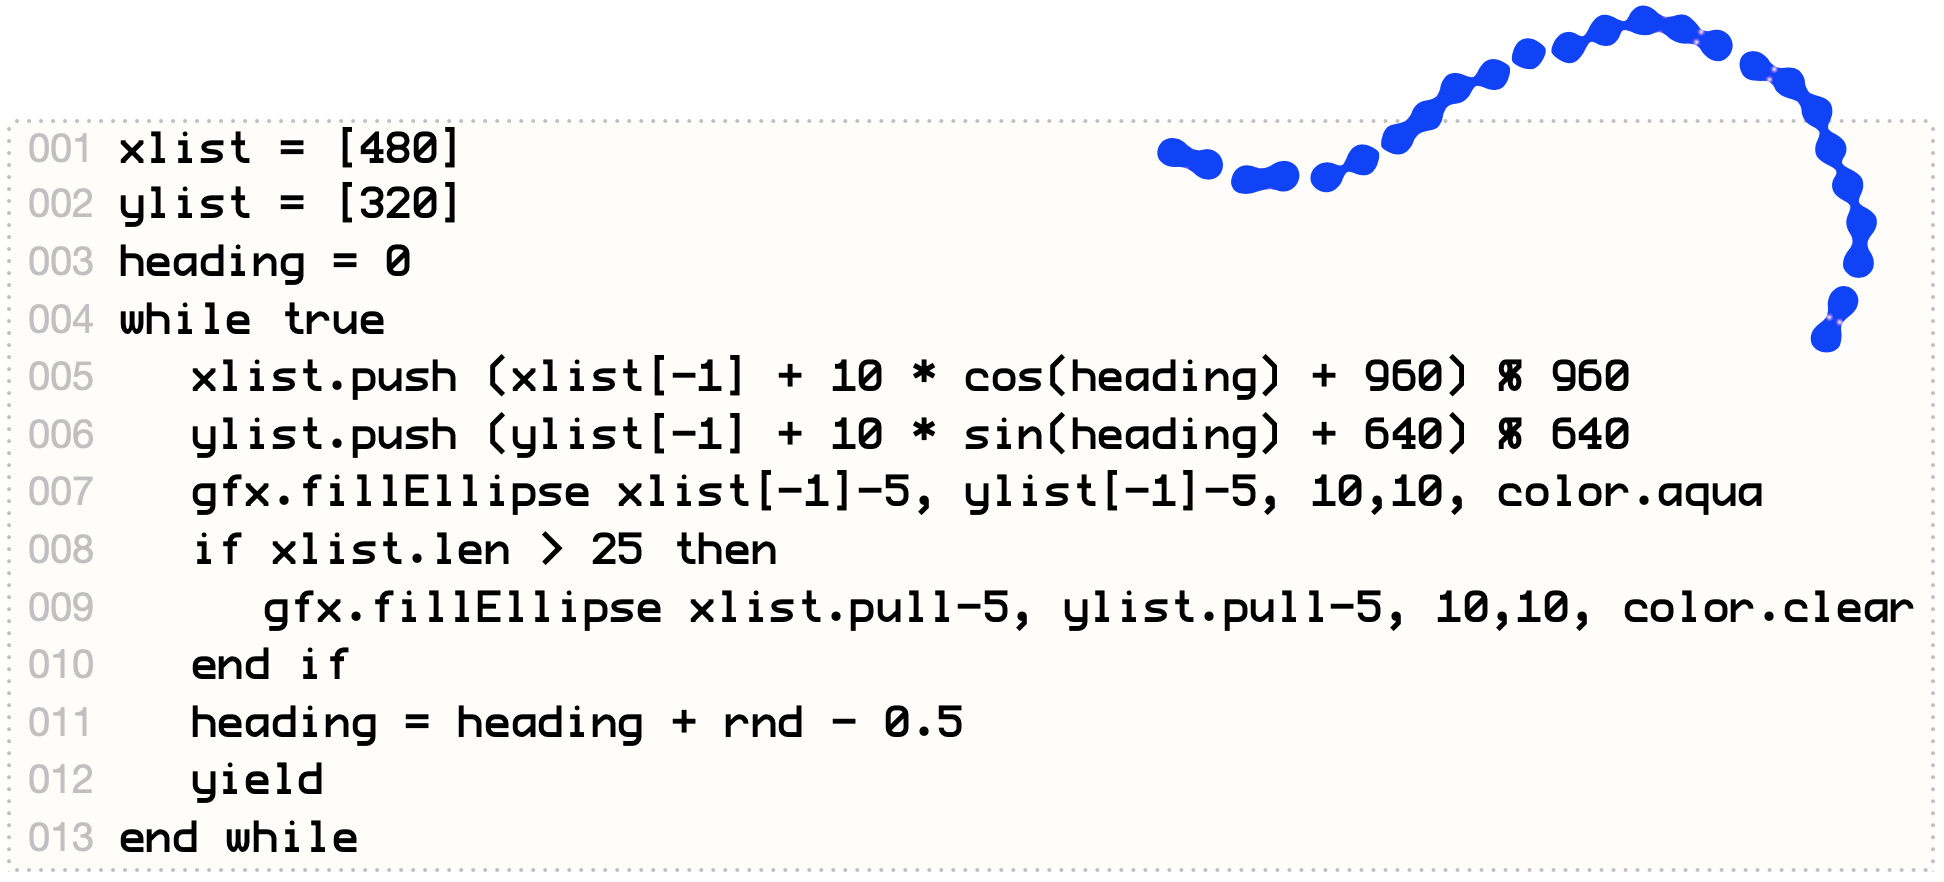 001 xlist = [480]
002 ylist = [320]
003 heading = 0
004 while true
005    xlist.push (xlist[-1] + 10 * cos(heading) + 960) % 960
006    ylist.push (ylist[-1] + 10 * sin(heading) + 640) % 640
007    gfx.fillEllipse xlist[-1]-5, ylist[-1]-5, 10,10, color.aqua
008    if xlist.len > 25 then
009       gfx.fillEllipse xlist.pull-5, ylist.pull-5, 10,10, color.clear
010    end if
011    heading = heading + rnd - 0.5
012    yield
013 end while